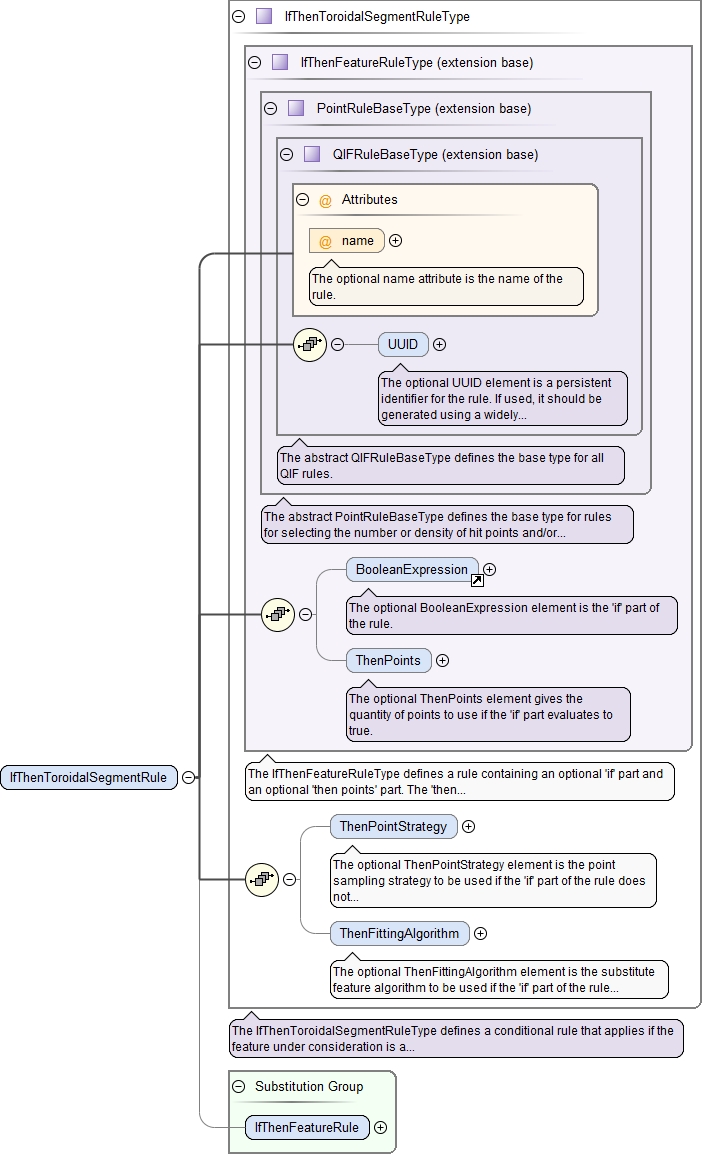 IfThenToroidalSegmentRuleType
IfThenFeatureRuleType (extension base)
PointRuleBaseType (extension base)
QIFRuleBaseType (extension base)
@ Attributes
@ name
The optional name attribute is the name of the
rule.
UUID
The optional UUID element is a persistent
identifier for the rule. If used, it should be
generated using a widely...
The abstract QIFRuleBaseType defines the base type for all
QIF rules.
The abstract PointRuleBaseType defines the base type for rules
for selecting the number or density of hit points and/or...
BooleanExpression
The optional BooleanExpression element is the 'if' part of
the rule.
ThenPoints
The optional ThenPoints element gives the
quantity of points to use if the 'if' part evaluates to
true.
IfThenToroidalSegmentRule
The IfThenFeatureRuleType defines a rule containing an optional 'if' part and
an optional 'then points' part. The 'then...
ThenPointStrategy
The optional ThenPointStrategy element is the point
sampling strategy to be used if the 'if' part of the rule does
not...
ThenFittingAlgorithm
The optional ThenFittingAlgorithm element is the substitute
feature algorithm to be used if the 'if' part of the rule...
The IfThenToroidalSegmentRuleType defines a conditional rule that applies if the
feature under consideration is a...
Substitution Group
IfThenFeatureRule